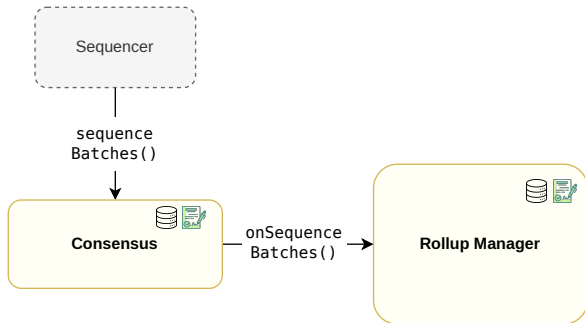 Sequencer
sequence
Batches()
Consensus
onSequence
Batches()
Rollup Manager